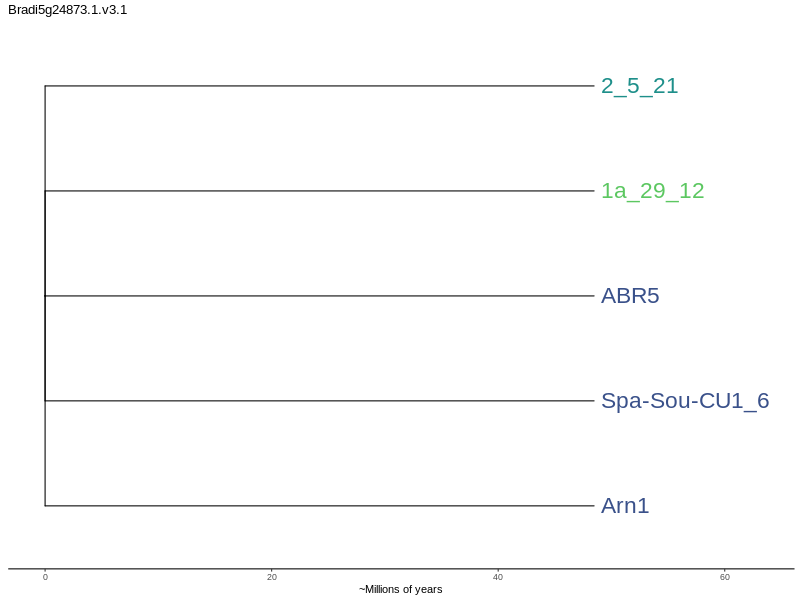 Bradi5g24873.1.v3.1
2_5_21
1a_29_12
ABR5
Spa-Sou-CU1_6
Arn1
0 20 40 60
~Millions of years